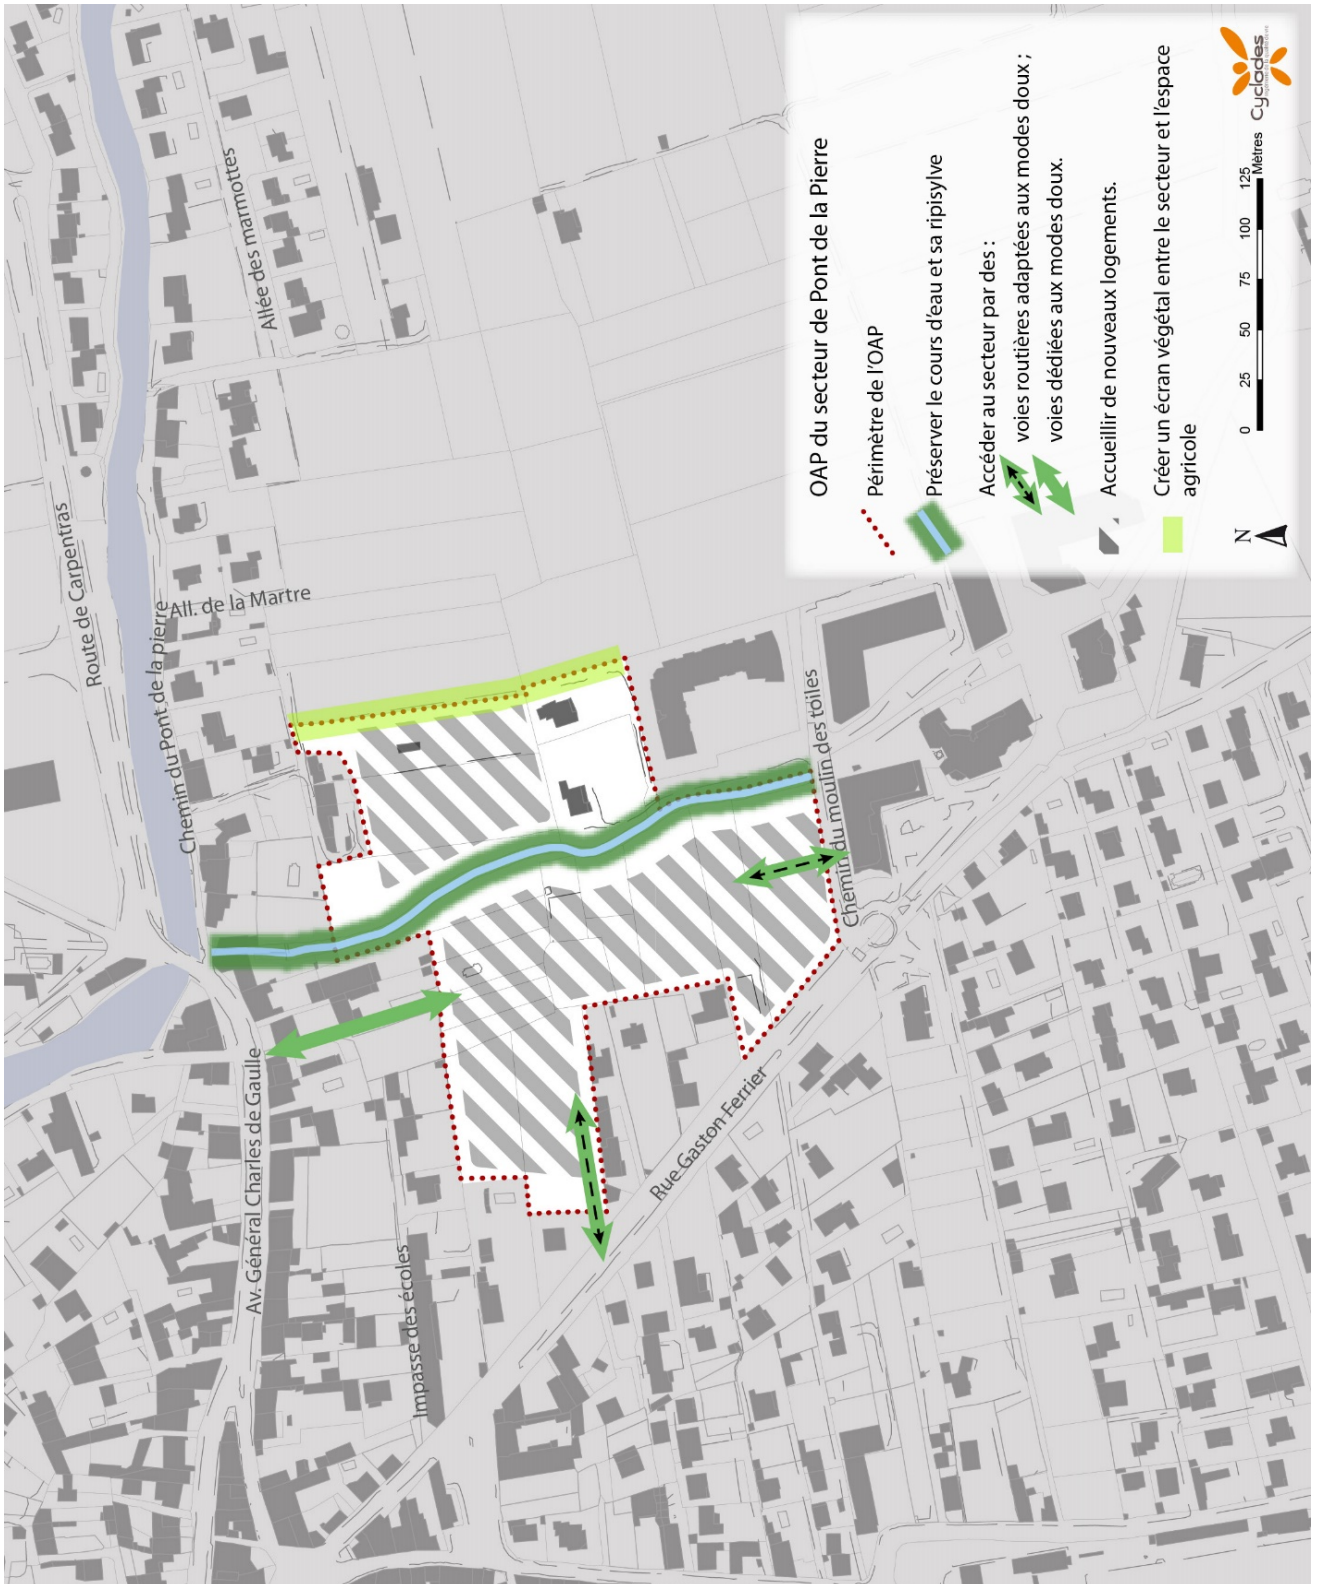 OAP du secteur de Pont de la Pierre
Périmètre de l'OAP
Préserver le cours d'eau et sa ripisylve
Accéder au secteur par des :
voies routières adaptées aux modes doux ;
voies dédiées aux modes doux.
Accueillir de nouveaux logements.
Créer un écran végétal entre le secteur et l'espace
agricole
N
0 25 50 75 100 125
Mètres
Cyclades
Route de Carpentras
Chemin du Pont de la pierre
All. de la Martre
Allée des marmottes
Av. Général Charles de Gaulle
Impasse des écoles
Rue Gaston Ferrier
Chemin du moulin des toiles